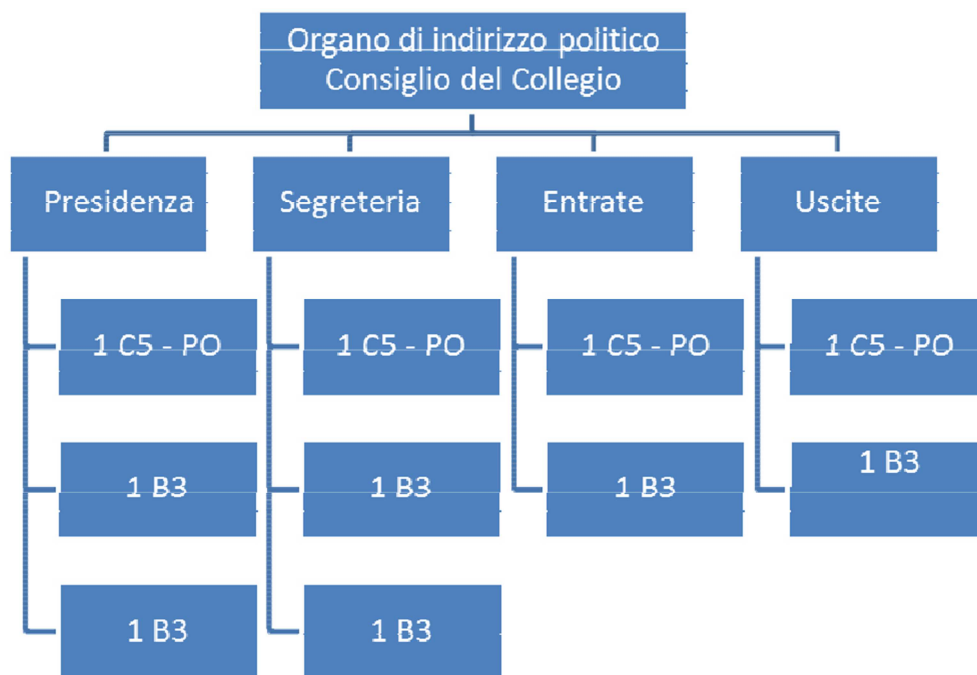 Organo di indirizzo politico
Consiglio del Collegio
Presidenza
Segreteria
Entrate
Uscite
1 C5 - PO
1 C5 - PO
1 C5 - PO
1 C5 - PO
1 B3
1 B3
1 B3
1 B3
1 B3
1 B3